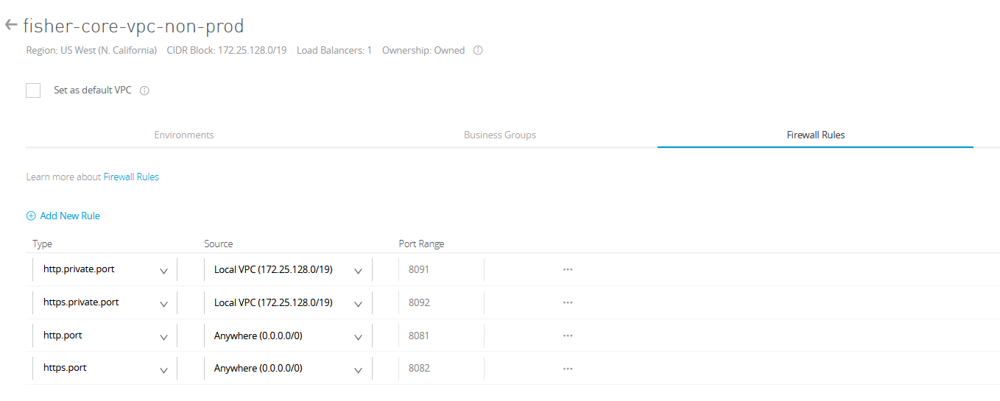 fisher-core-vpc-non-prod
Region: US West (N. California) CIDR Block: 172.25.128.0/19 Load Balancers: 1 Ownership: Owned
Set as default VPC
Environments Business Groups Firewall Rules
Learn more about Firewall Rules
Add New Rule
Type Source Port Range
http.private.port Local VPC (172.25.128.0/19) 8091
https.private.port Local VPC (172.25.128.0/19) 8092
http.port Anywhere (0.0.0.0/0) 8081
https.port Anywhere (0.0.0.0/0) 8082